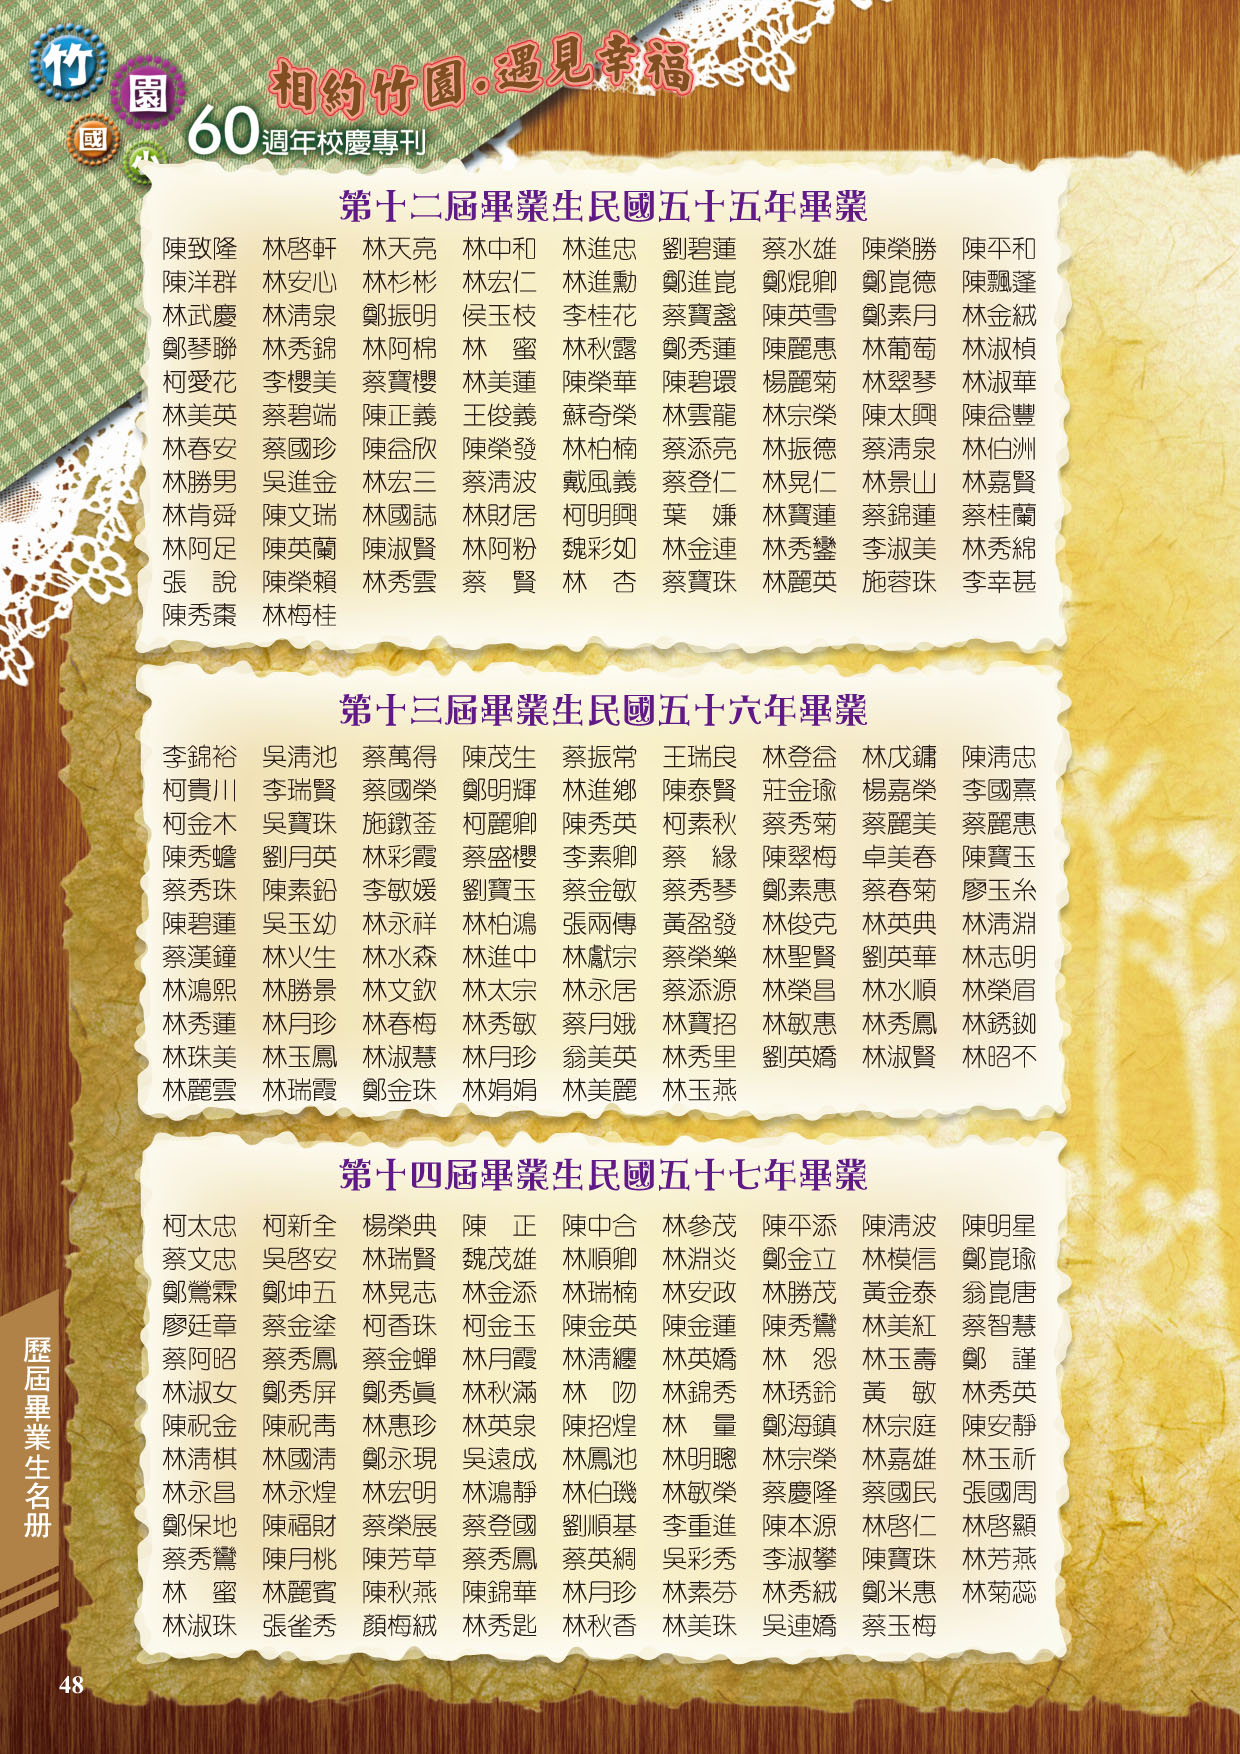 竹園國小
相約竹園。遇見幸福
60週年校慶專刊
第十二屆畢業生民國五十五年畢業
陳致隆 林啓軒 林天亮 林中和 林進忠 劉碧蓮 蔡水雄 陳榮勝 陳平和
陳洋群 林安心 林杉彬 林宏仁 林進勳 鄭進崑 鄭焜卿 鄭崑德 陳飄蓬
林武慶 林清泉 鄭振明 侯玉枝 李桂花 蔡寶盞 陳英雪 鄭素月 林金絨
鄭琴聯 林秀錦 林阿棉 林　蜜 林秋露 鄭秀蓮 陳麗惠 林葡萄 林淑楨
柯愛花 李櫻美 蔡寶櫻 林美蓮 陳榮華 陳碧環 楊麗菊 林翠琴 林淑華
林美英 蔡碧端 陳正義 王俊義 蘇奇榮 林雲龍 林宗榮 陳太興 陳益豐
林春安 蔡國珍 陳益欣 陳榮發 林柏楠 蔡添亮 林振德 蔡清泉 林伯洲
林勝男 吳進金 林宏三 蔡清波 戴風義 蔡登仁 林晃仁 林景山 林嘉賢
林肯舜 陳文瑞 林國誌 林財居 柯明興 葉　嫌 林寶蓮 蔡錦蓮 蔡桂蘭
林阿足 陳英蘭 陳淑賢 林阿粉 魏彩如 林金連 林秀鑾 李淑美 林秀綿
張　說 陳榮賴 林秀雲 蔡　賢 林　杏 蔡寶珠 林麗英 施蓉珠 李幸甚
陳秀棗 林梅桂
第十三屆畢業生民國五十六年畢業
李錦裕 吳清池 蔡萬得 陳茂生 蔡振常 王瑞良 林登益 林戊鏞 陳清忠
柯貴川 李瑞賢 蔡國榮 鄭明輝 林進鄉 陳泰賢 莊金瑜 楊嘉榮 李國熹
柯金木 吳寶珠 施鐓荃 柯麗卿 陳秀英 柯素秋 蔡秀菊 蔡麗美 蔡麗惠
陳秀蟾 劉月英 林彩霞 蔡盛櫻 李素卿 蔡　緣 陳翠梅 卓美春 陳寶玉
蔡秀珠 陳素鉛 李敏媛 劉寶玉 蔡金敏 蔡秀琴 鄭素惠 蔡春菊 廖玉糸
陳碧蓮 吳玉幼 林永祥 林柏鴻 張兩傳 黃盈發 林俊克 林英典 林清淵
蔡漢鐘 林火生 林水森 林進中 林獻宗 蔡榮樂 林聖賢 劉英華 林志明
林鴻熙 林勝景 林文欽 林太宗 林永居 蔡添源 林榮昌 林水順 林榮眉
林秀蓮 林月珍 林春梅 林秀敏 蔡月娥 林寶招 林敏惠 林秀鳳 林銹釧
林珠美 林玉鳳 林淑慧 林月珍 翁美英 林秀里 劉英嬌 林淑賢 林昭不
林麗雲 林瑞霞 鄭金珠 林娟娟 林美麗 林玉燕
第十四屆畢業生民國五十七年畢業
柯太忠 柯新全 楊榮典 陳　正 陳中合 林參茂 陳平添 陳清波 陳明星
蔡文忠 吳啓安 林瑞賢 魏茂雄 林順卿 林淵炎 鄭金立 林模信 鄭崑瑜
鄭鶯霖 鄭坤五 林晃志 林金添 林瑞楠 林安政 林勝茂 黃金泰 翁崑唐
廖廷章 蔡金塗 柯香珠 柯金玉 陳金英 陳金蓮 陳秀鸞 林美紅 蔡智慧
蔡阿昭 蔡秀鳳 蔡金蟬 林月霞 林清纏 林英嬌 林　怨 林玉壽 鄭　謹
林淑女 鄭秀屏 鄭秀眞 林秋滿 林　吻 林錦秀 林琇鈴 黃　敏 林秀英
陳祝金 陳祝靑 林惠珍 林英泉 陳招煌 林　量 鄭海鎮 林宗庭 陳安靜
林清棋 林國清 鄭永現 吳遠成 林鳳池 林明聰 林宗榮 林嘉雄 林玉祈
林永昌 林永煌 林宏明 林鴻靜 林伯璣 林敏榮 蔡慶隆 蔡國民 張國周
鄭保地 陳福財 蔡榮展 蔡登國 劉順基 李重進 陳本源 林啓仁 林啓顯
蔡秀鸞 陳月桃 陳芳草 蔡秀鳳 蔡英綢 吳彩秀 李淑攀 陳寶珠 林芳燕
林　蜜 林麗賓 陳秋燕 陳錦華 林月珍 林素芬 林秀絨 鄭米惠 林菊蕊
林淑珠 張雀秀 顏梅絨 林秀匙 林秋香 林美珠 吳連嬌 蔡玉梅
歷屆畢業生名册
48